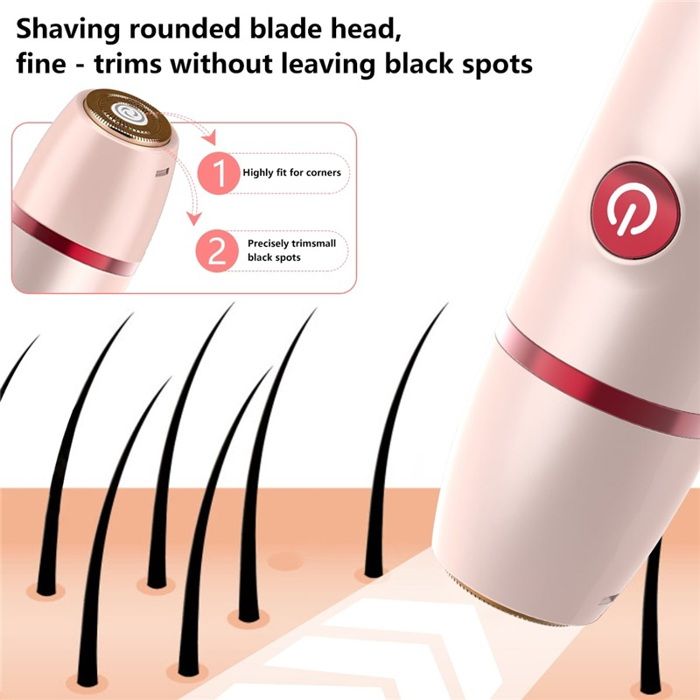 Shaving rounded blade head,
fine - trims without leaving black spots
1
Highly fit for corners
2
Precisely trimsmall
black spots